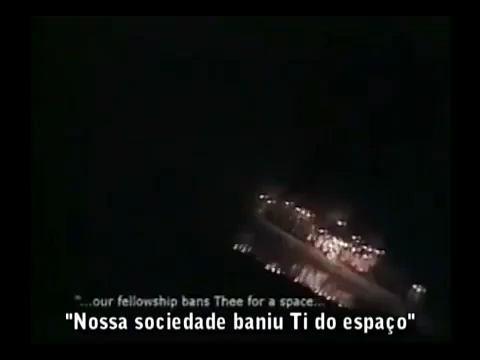 "...our fellowship bans Thee for a space...
"Nossa sociedade baniu Ti do espaço"